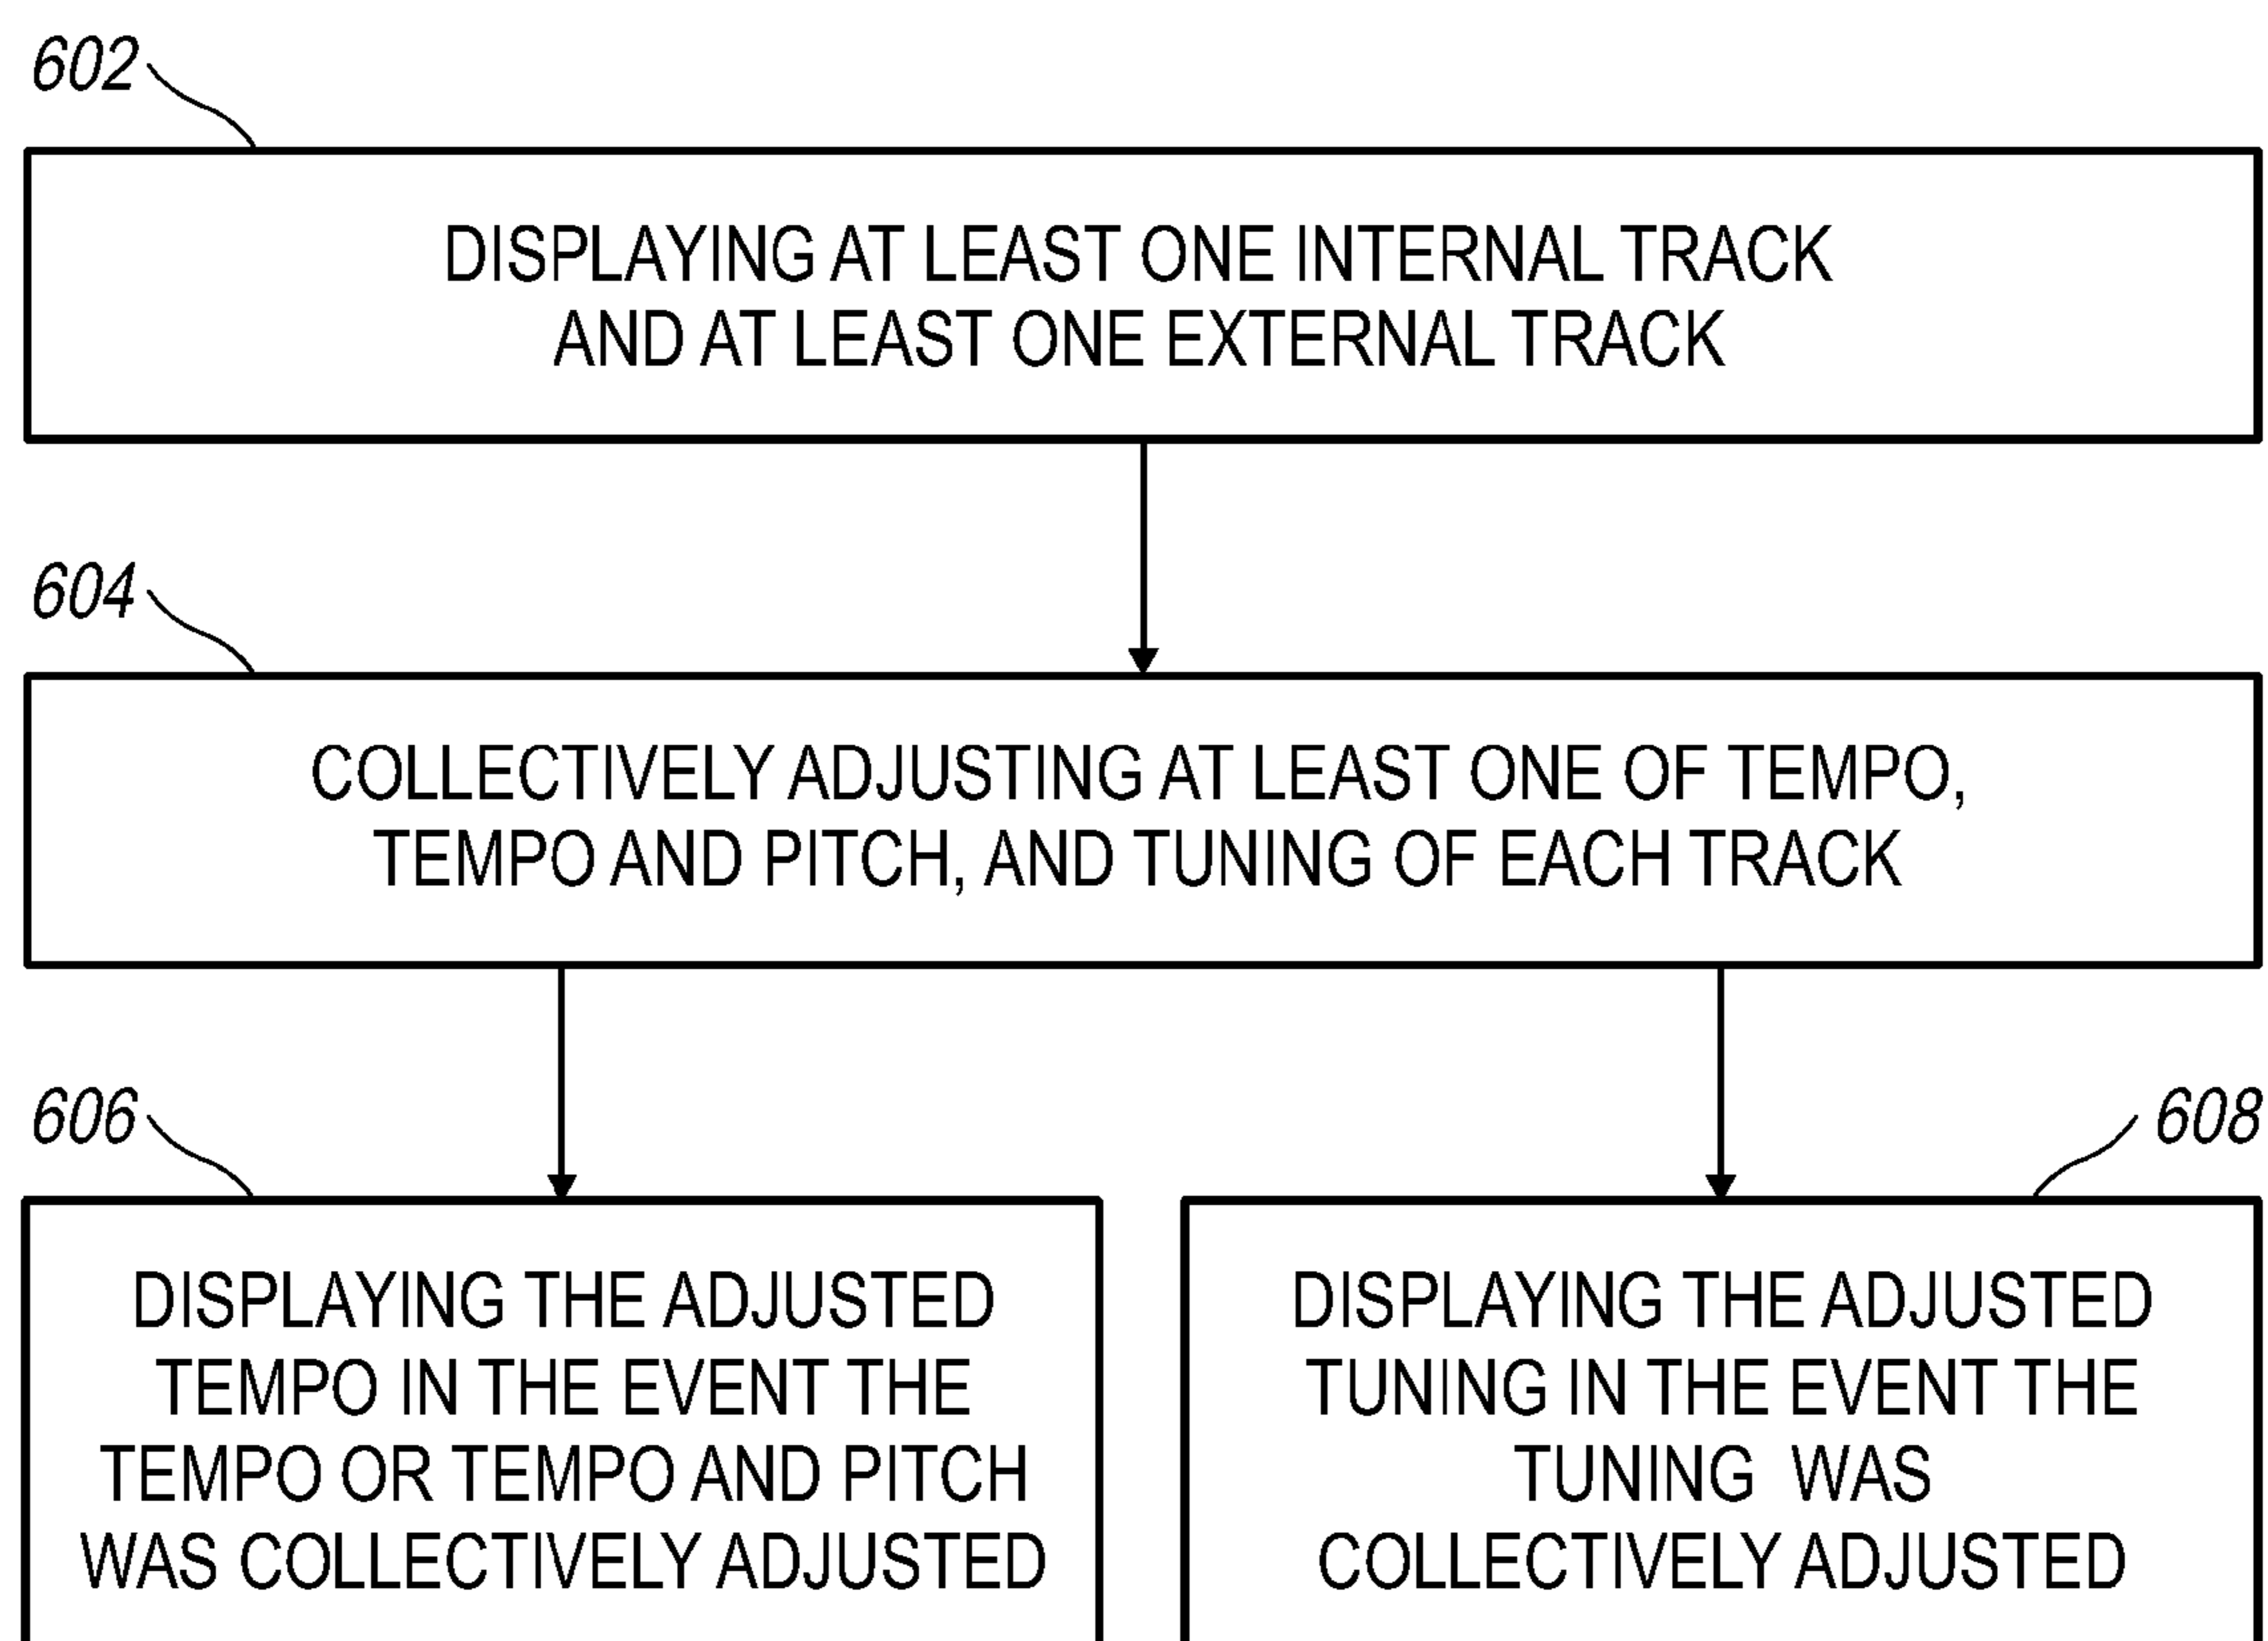 602
DISPLAYING AT LEAST ONE INTERNAL TRACK
AND AT LEAST ONE EXTERNAL TRACK
604
COLLECTIVELY ADJUSTING AT LEAST ONE OF TEMPO,
TEMPO AND PITCH, AND TUNING OF EACH TRACK
606
DISPLAYING THE ADJUSTED
TEMPO IN THE EVENT THE
TEMPO OR TEMPO AND PITCH
WAS COLLECTIVELY ADJUSTED
608
DISPLAYING THE ADJUSTED
TUNING IN THE EVENT THE
TUNING WAS
COLLECTIVELY ADJUSTED